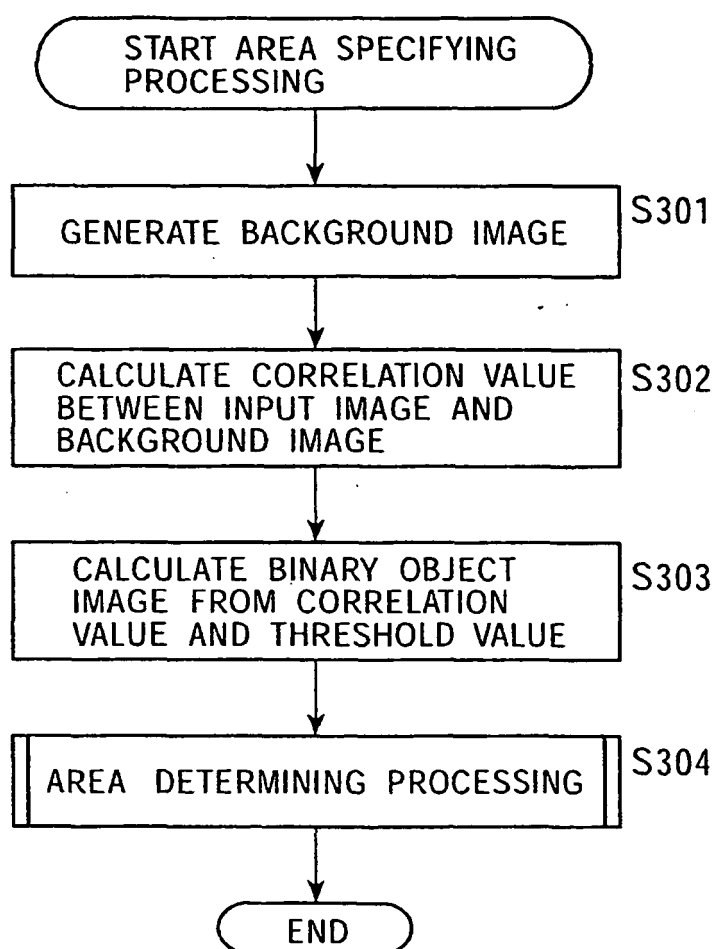 START AREA SPECIFYING
PROCESSING
GENERATE BACKGROUND IMAGE
S301
CALCULATE CORRELATION VALUE
BETWEEN INPUT IMAGE AND
BACKGROUND IMAGE
S302
CALCULATE BINARY OBJECT
IMAGE FROM CORRELATION
VALUE AND THRESHOLD VALUE
S303
AREA DETERMINING PROCESSING
S304
END